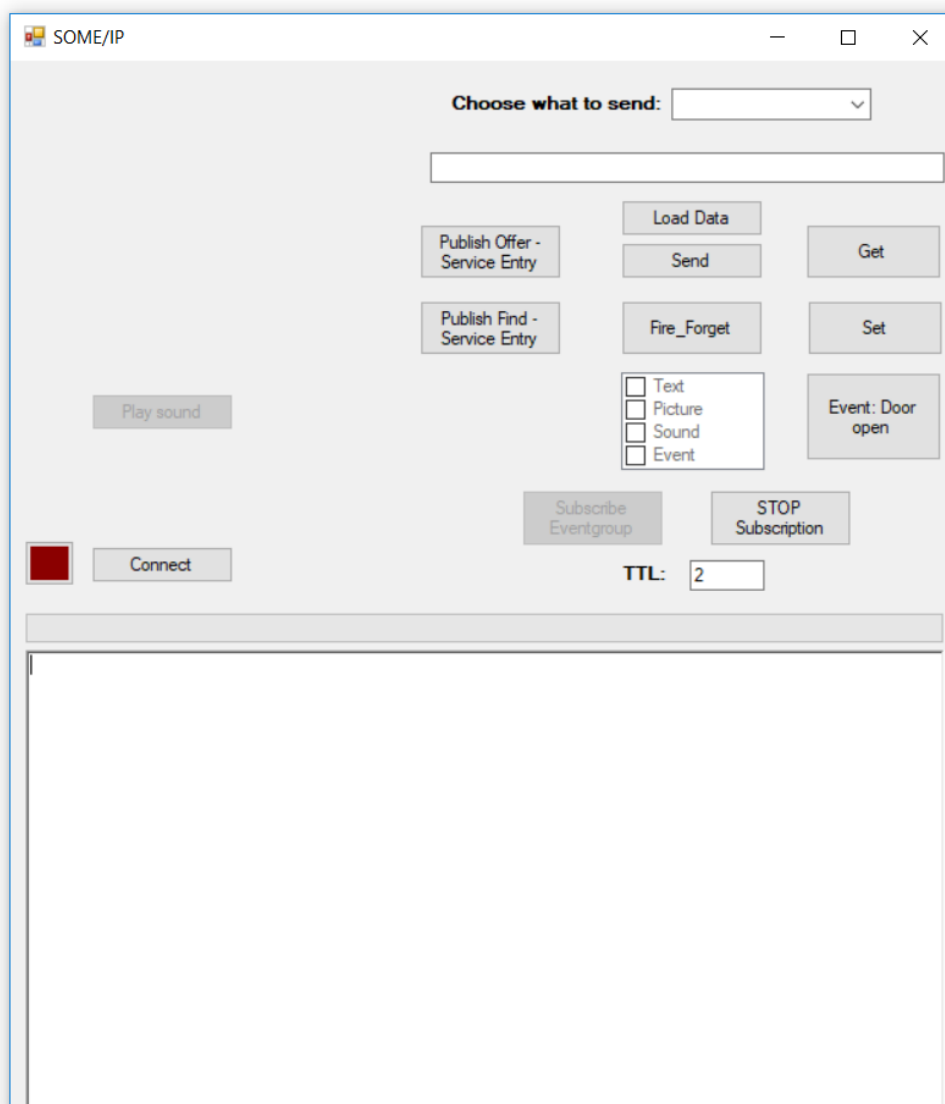 SOME/IP
Choose what to send:
Load Data
Publish Offer -
Service Entry
Send
Get
Publish Find -
Service Entry
Fire_Forget
Set
Play sound
Text
Picture
Sound
Event
Event: Door
open
Subscribe
Eventgroup
STOP
Subscription
Connect
TTL:
2